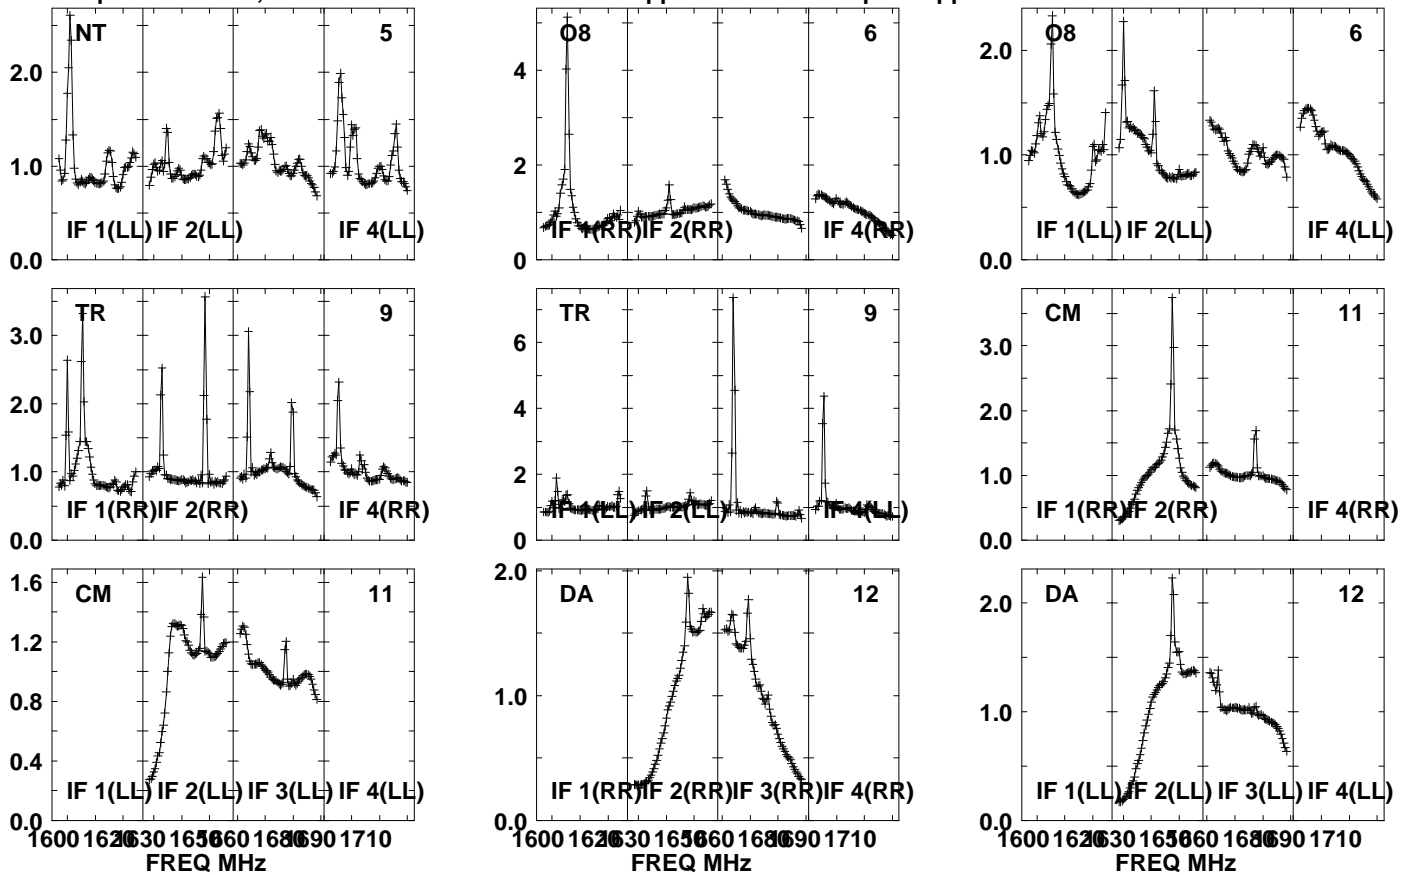 NT 5
2.0
1.0
0.0
IF 1(LL) IF 2(LL) IF 4(LL)
O8 6
4
2
0
IF 1(RR) IF 2(RR) IF 4(RR)
O8 6
2.0
1.0
0.0
IF 1(LL) IF 2(LL) IF 4(LL)
TR 9
3.0
2.0
1.0
0.0
IF 1(RR) IF 2(RR) IF 4(RR)
TR 9
6
4
2
0
IF 1(LL) IF 2(LL) IF 4(LL)
CM 11
3.0
2.0
1.0
0.0
IF 1(RR) IF 2(RR) IF 4(RR)
CM 11
1.6
1.2
0.8
0.4
0.0
IF 1(LL) IF 2(LL) IF 3(LL) IF 4(LL)
1600 1620 1630 1650 1660 1680 1690 1710
FREQ MHz
DA 12
2.0
1.0
0.0
IF 1(RR) IF 2(RR) IF 3(RR) IF 4(RR)
1600 1620 1630 1650 1660 1680 1690 1710
DA 12
2.0
1.0
0.0
IF 1(LL) IF 2(LL) IF 3(LL) IF 4(LL)
1600 1620 1630 1650 1660 1680 1690 1710
FREQ MHz